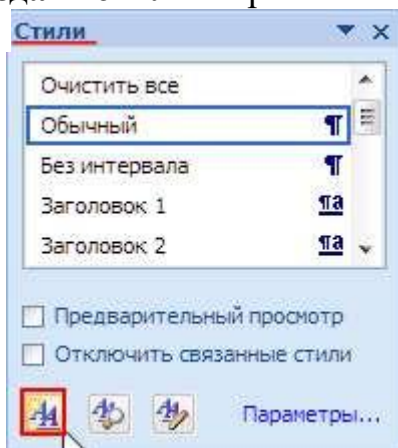 Стили
Очистить все
Обычный ¶
Без интервала ¶
Заголовок 1 ¶a
Заголовок 2 ¶a
Предварительный просмотр
Отключить связанные стили
Параметры...